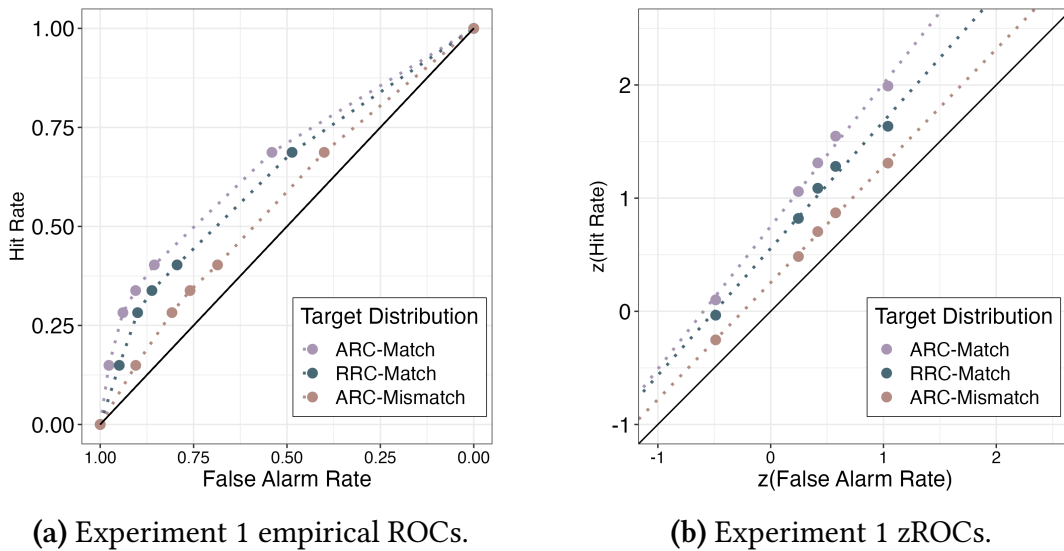 1.00
0.75
0.50
0.25
0.00
Hit Rate
1.00
0.75
0.50
0.25
0.00
False Alarm Rate
Target Distribution
ARC-Match
RRC-Match
ARC-Mismatch
(a) Experiment 1 empirical ROCs.
2
1
0
-1
z(Hit Rate)
-1
0
1
2
z(False Alarm Rate)
Target Distribution
ARC-Match
RRC-Match
ARC-Mismatch
(b) Experiment 1 zROCs.